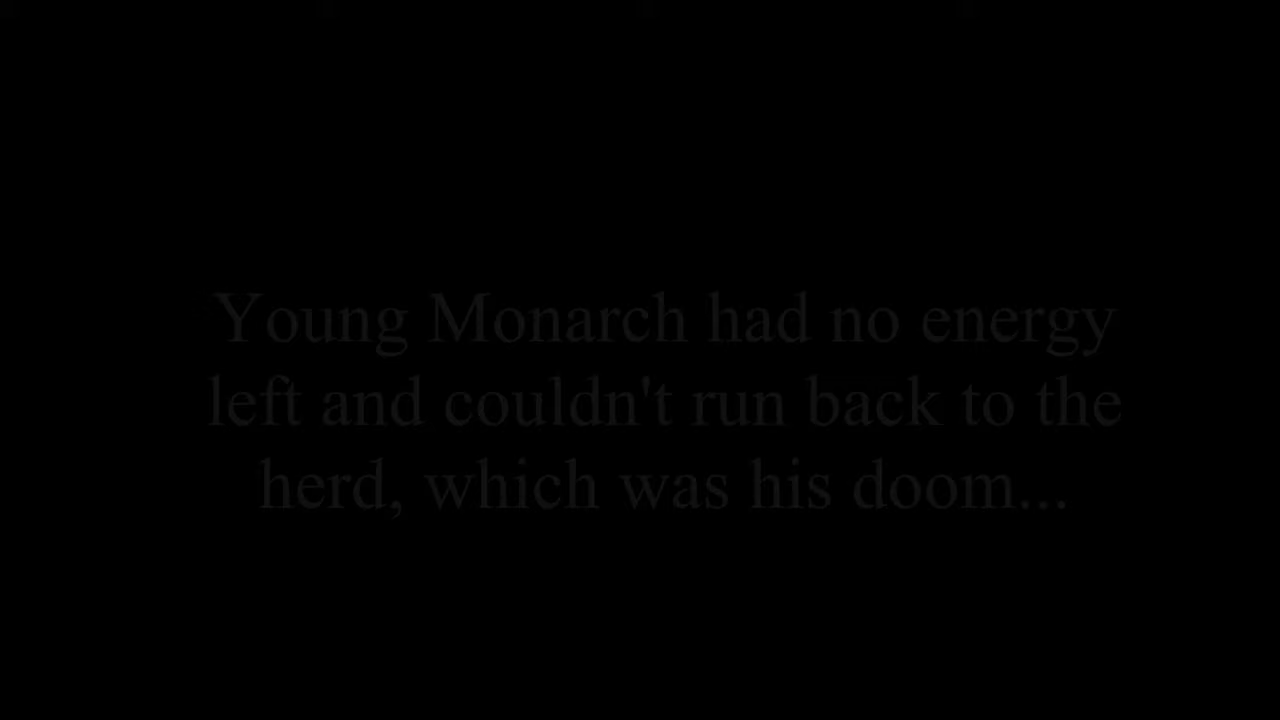 Young Monarch had no energy
left and couldn't run back to the
herd, which was his doom...